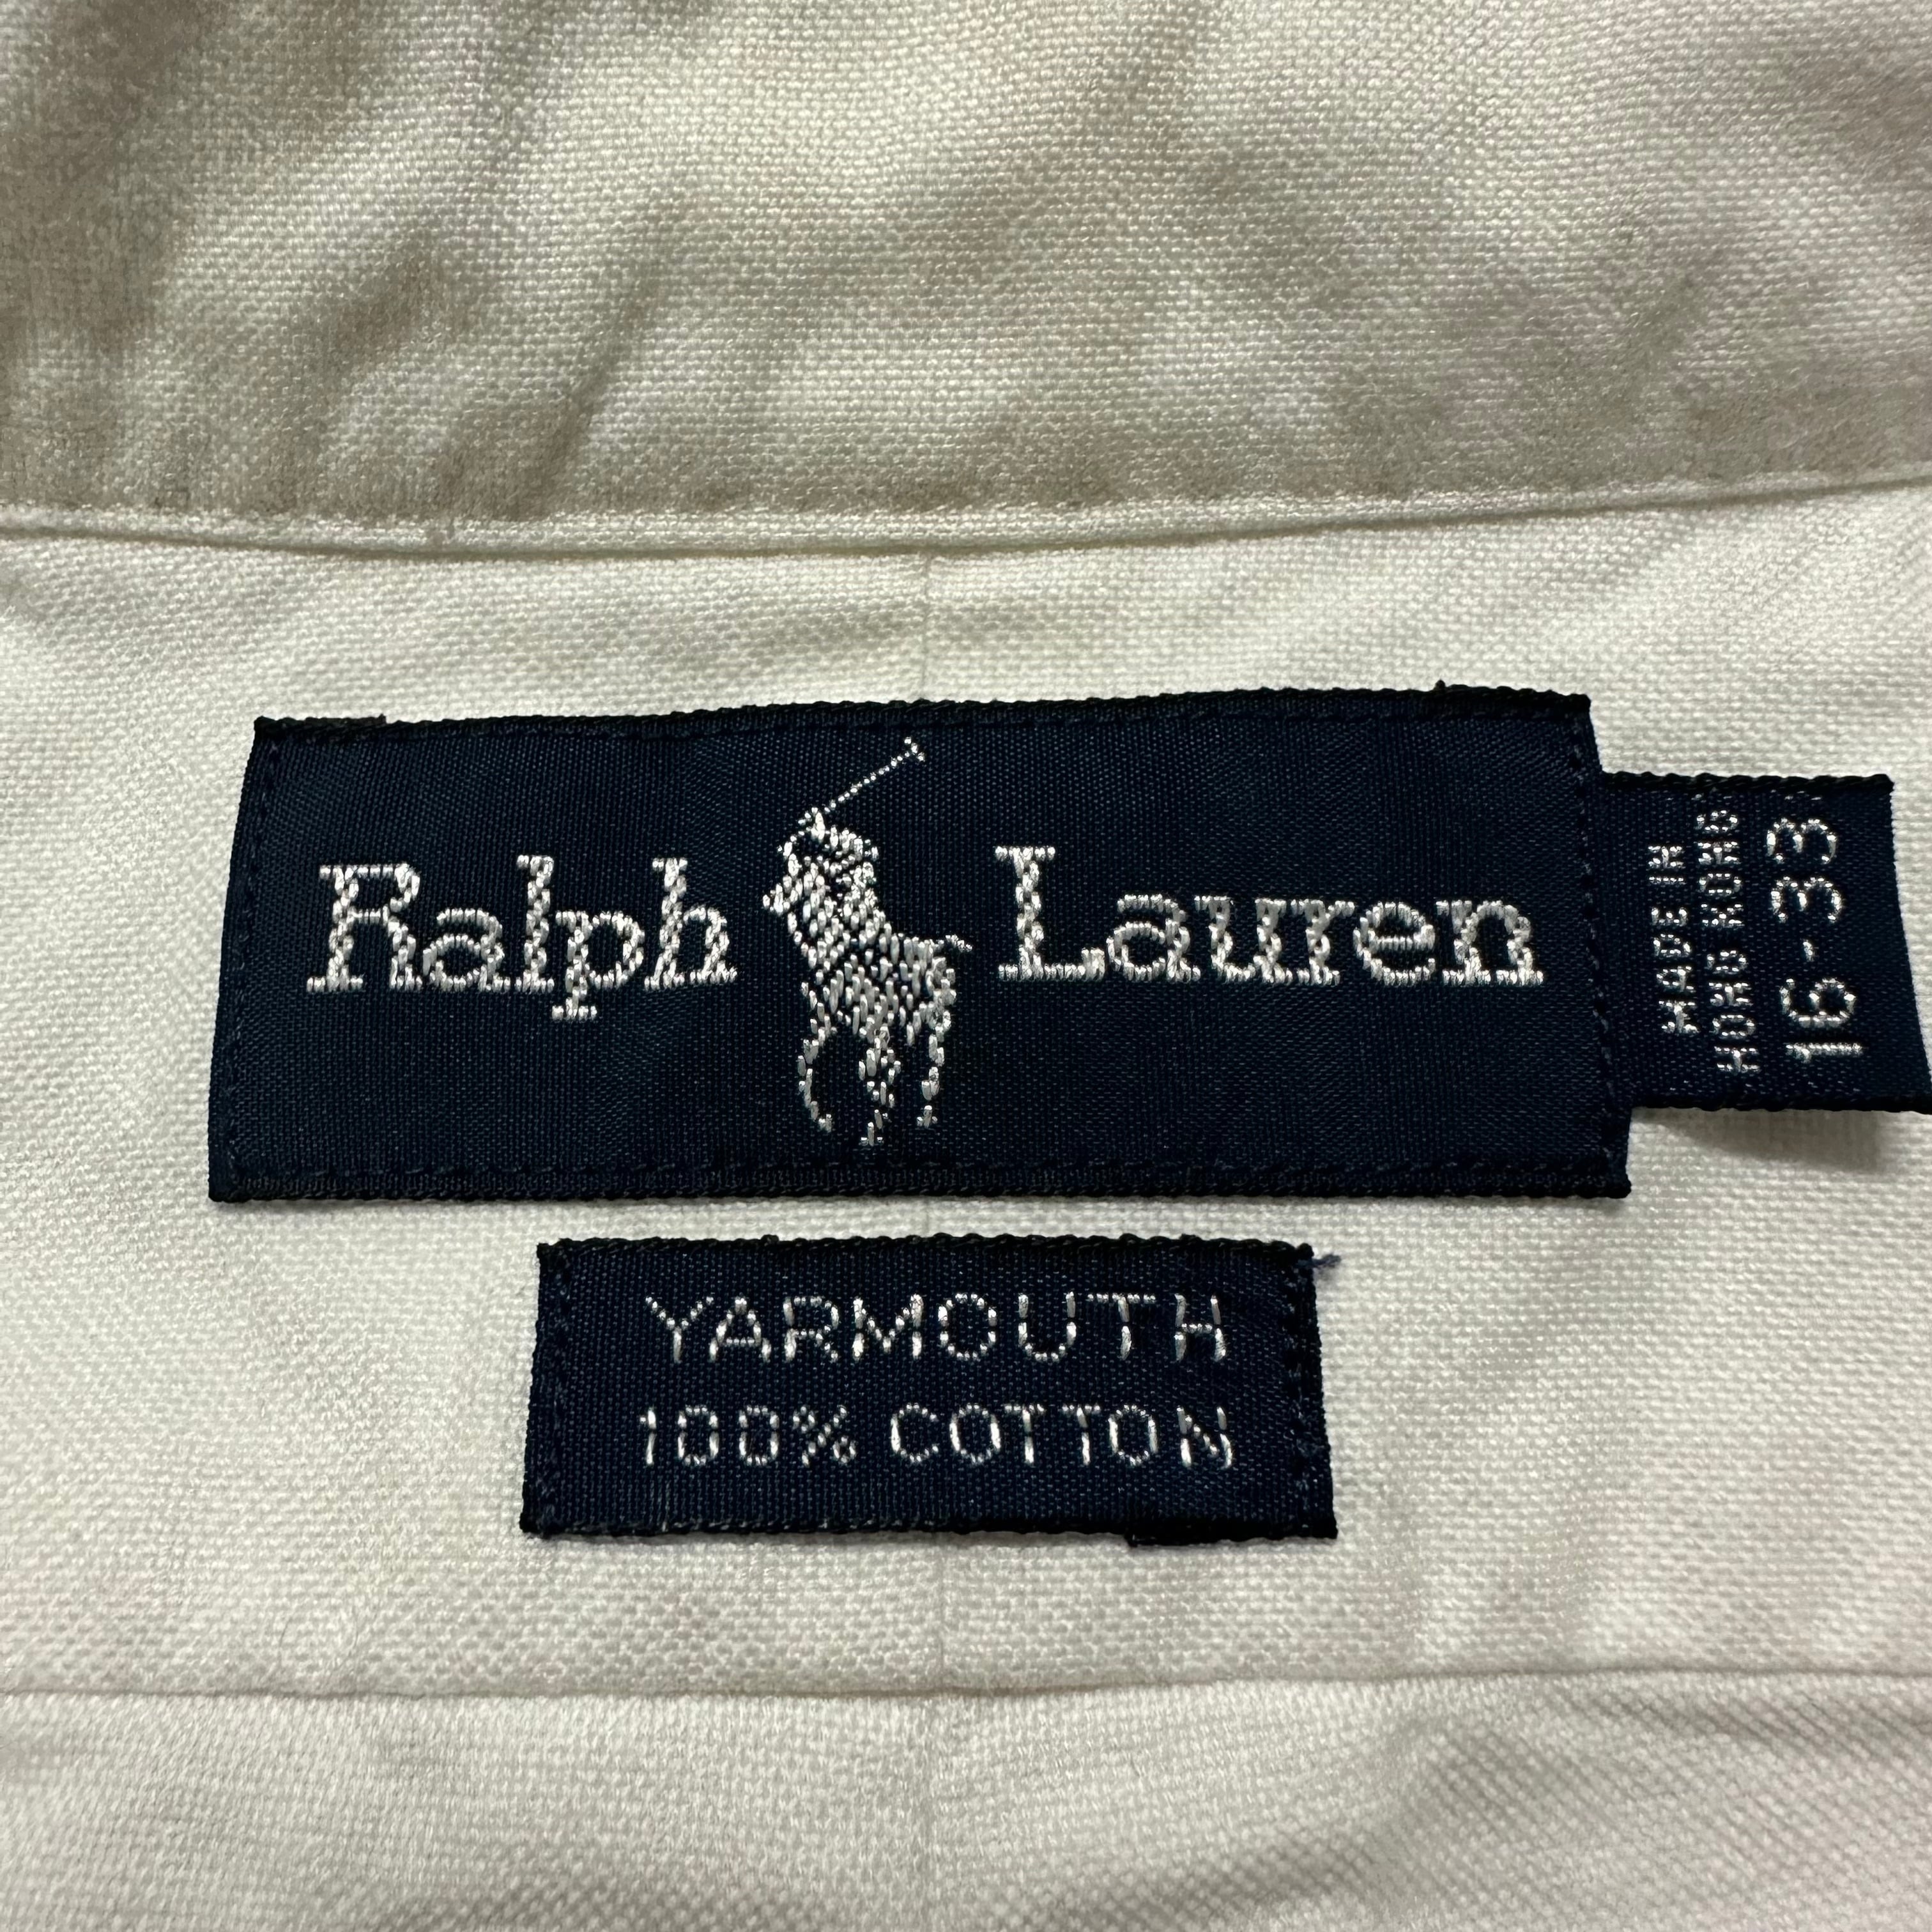 Ralph Lauren
MADE IN
HONG KONG
16-33
YARMOUTH
100% COTTON